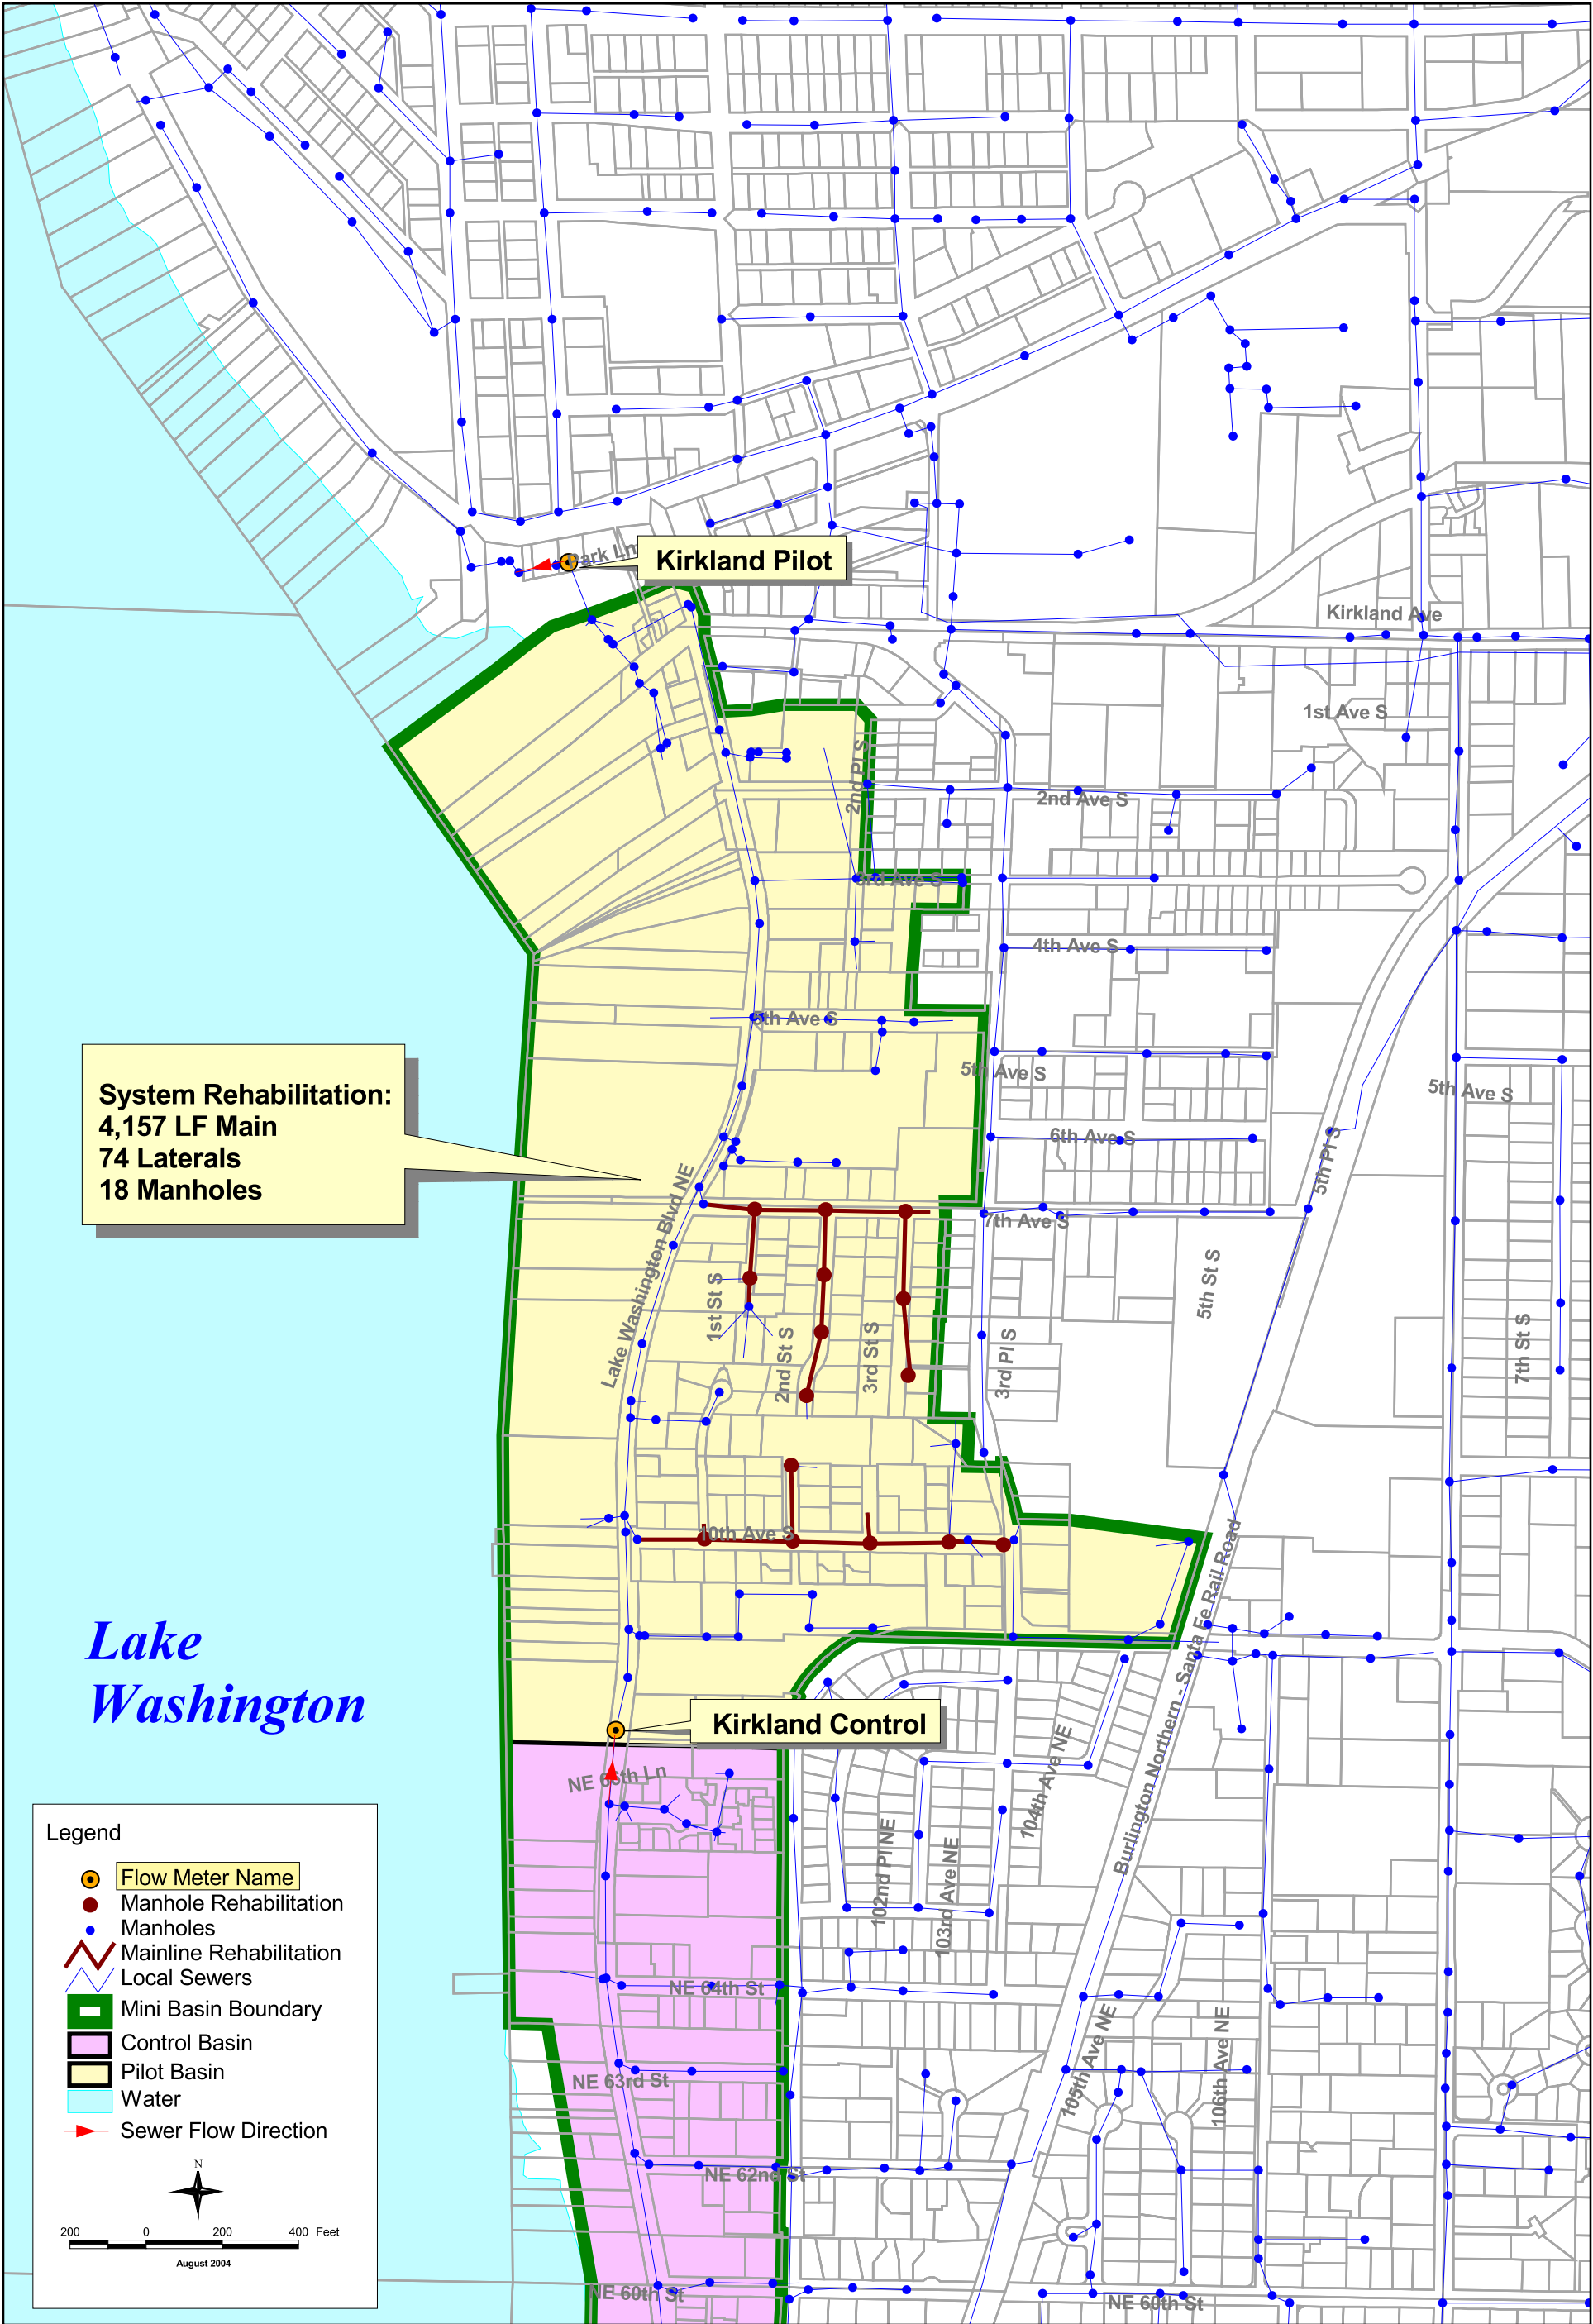 Park Ln
Kirkland Pilot
Kirkland Ave
1st Ave S
2nd Pl S
2nd Ave S
3rd Ave S
4th Ave S
5th Ave S
5th Ave S
5th Ave S
System Rehabilitation:
4,157 LF Main
74 Laterals
18 Manholes
6th Ave S
5th Pl S
Lake Washington Blvd NE
7th Ave S
1st St S
2nd St S
3rd St S
3rd Pl S
5th St S
7th St S
10th Ave S
Burlington Northern - Santa Fe Rail Road
Lake
Washington
Kirkland Control
NE 65th Ln
104th Ave NE
102nd Pl NE
103rd Ave NE
NE 64th St
105th Ave NE
106th Ave NE
NE 63rd St
NE 62nd St
NE 60th St
NE 60th St
Legend
Flow Meter Name
Manhole Rehabilitation
Manholes
Mainline Rehabilitation
Local Sewers
Mini Basin Boundary
Control Basin
Pilot Basin
Water
Sewer Flow Direction
N
200 0 200 400 Feet
August 2004